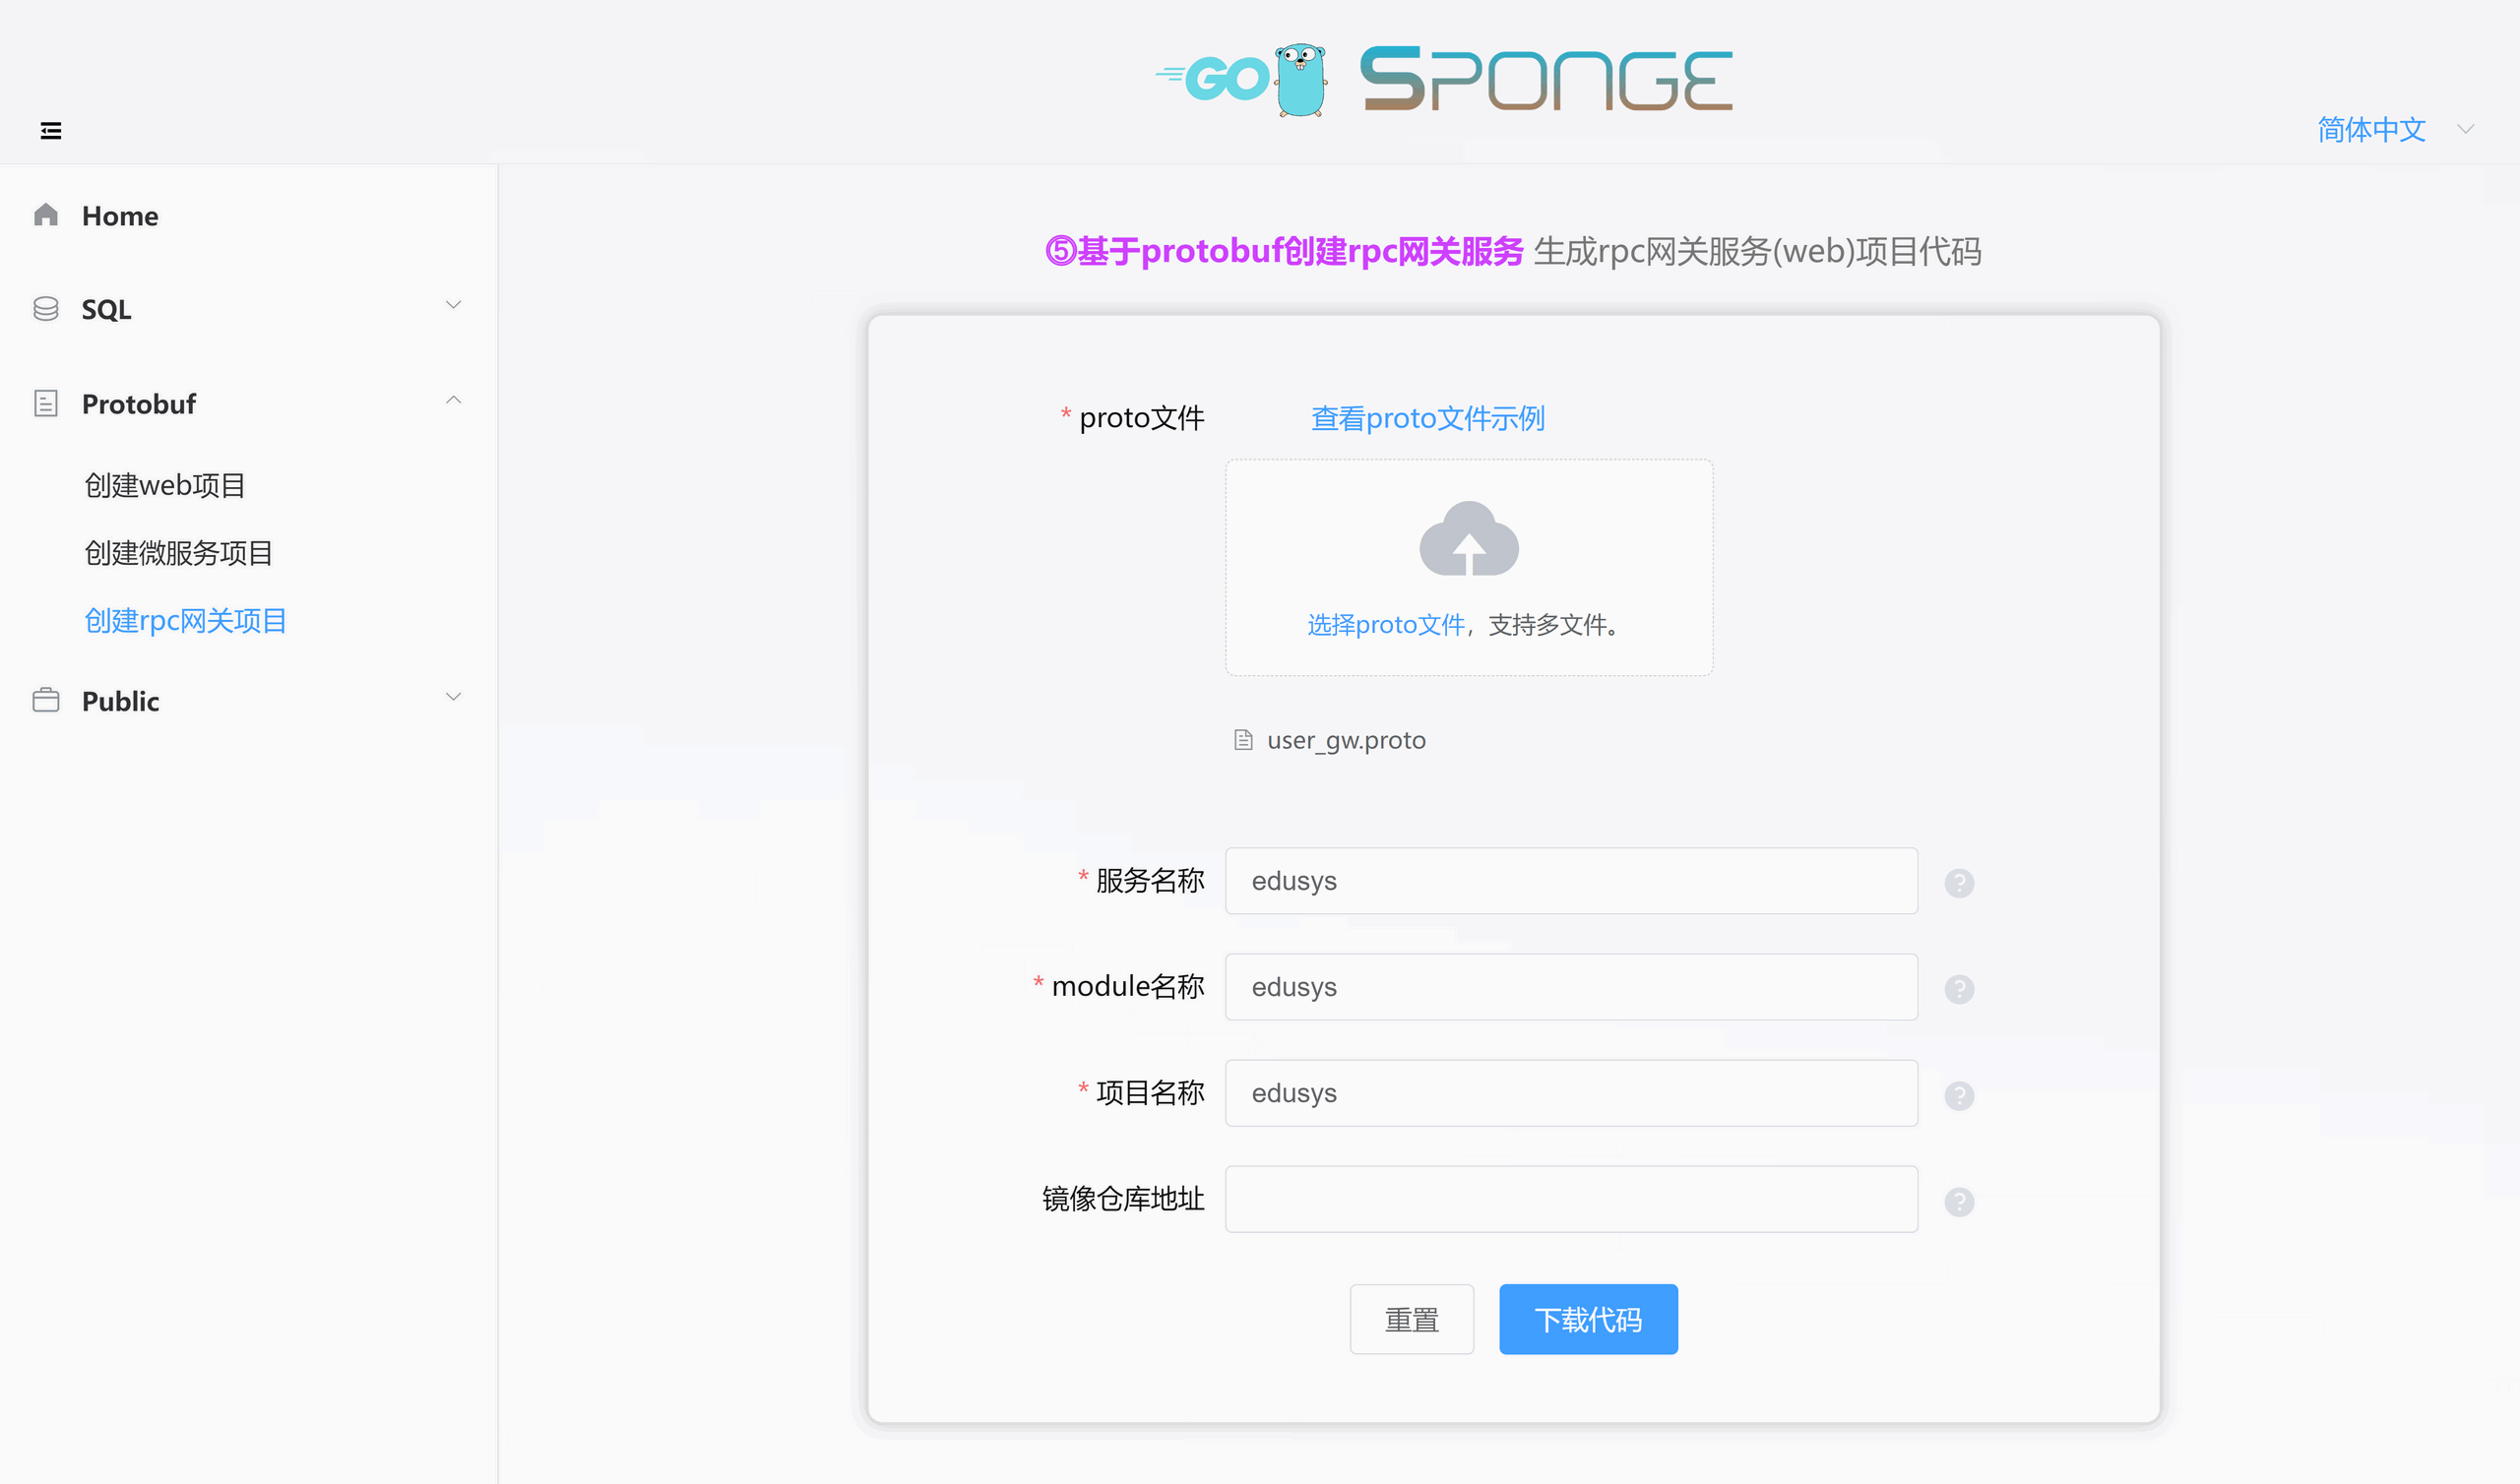 GO SPONGE
简体中文
Home
SQL
Protobuf
创建web项目
创建微服务项目
创建rpc网关项目
Public
⑤基于protobuf创建rpc网关服务 生成rpc网关服务(web)项目代码
* proto文件 查看proto文件示例
选择proto文件，支持多文件。
user_gw.proto
* 服务名称 edusys ?
* module名称 edusys ?
* 项目名称 edusys ?
镜像仓库地址 ?
重置 下载代码